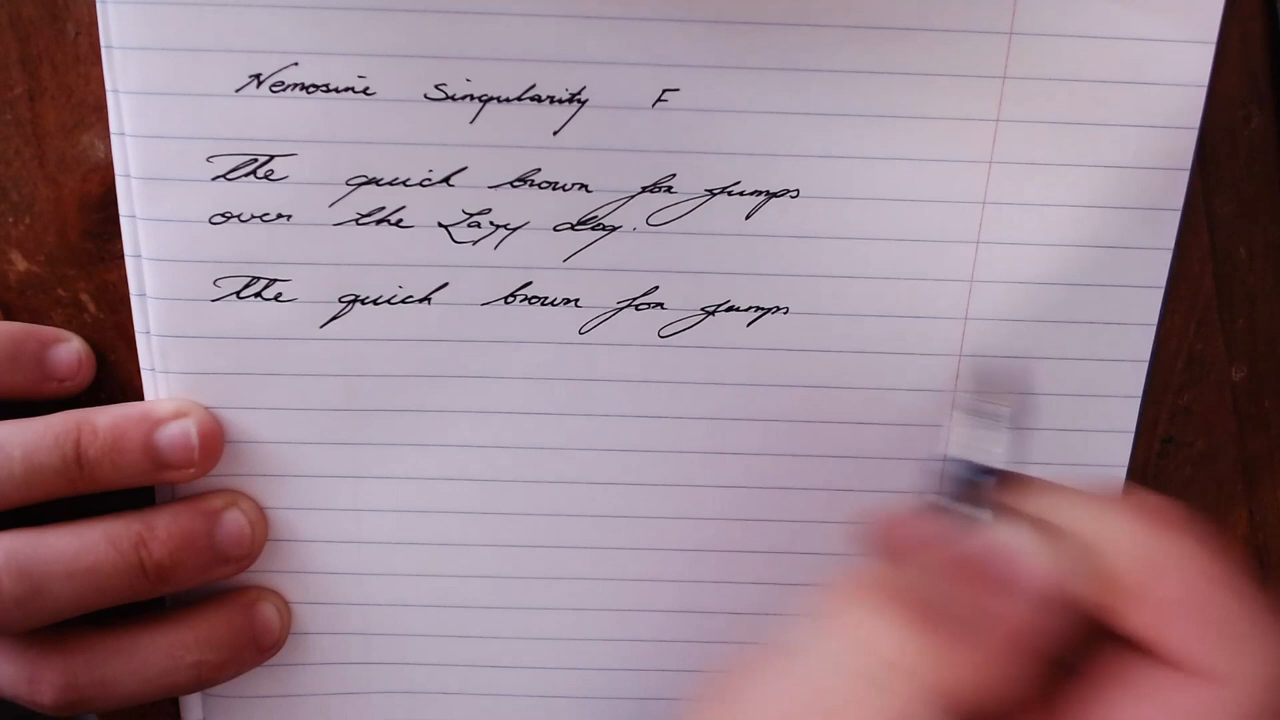 Nemosine Singularity F
The quick brown fox jumps
over the Lazy dog.
The quick brown fox jumps